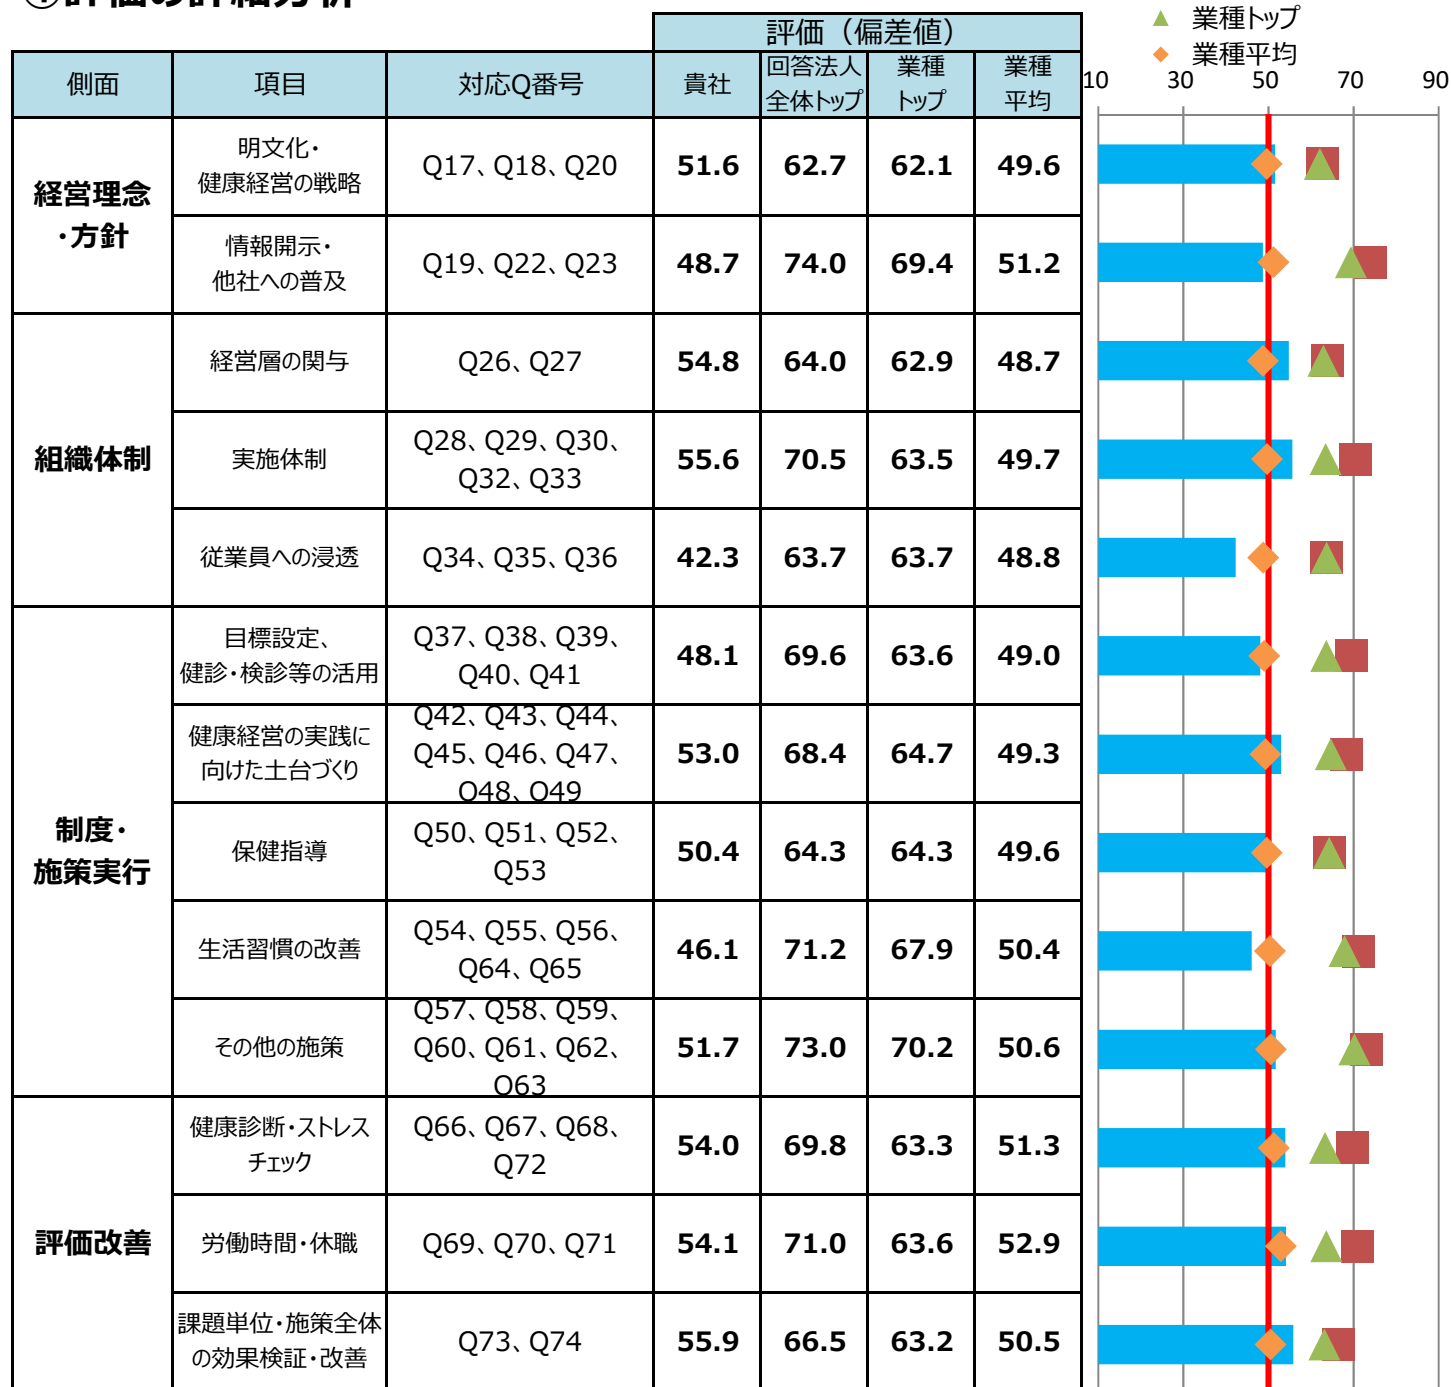 ①評価の詳細分析
業種トップ
業種平均
評価（偏差値）
側面 項目 対応Q番号 貴社 回答法人 業種 業種
全体トップ トップ 平均
10 30 50 70 90
経営理念
・方針
明文化・
健康経営の戦略
Q17、Q18、Q20
51.6 62.7 62.1 49.6
情報開示・
他社への普及
Q19、Q22、Q23
48.7 74.0 69.4 51.2
組織体制
経営層の関与
Q26、Q27
54.8 64.0 62.9 48.7
実施体制
Q28、Q29、Q30、
Q32、Q33
55.6 70.5 63.5 49.7
従業員への浸透
Q34、Q35、Q36
42.3 63.7 63.7 48.8
制度・
施策実行
目標設定、
健診・検診等の活用
Q37、Q38、Q39、
Q40、Q41
48.1 69.6 63.6 49.0
健康経営の実践に
向けた土台づくり
Q42、Q43、Q44、
Q45、Q46、Q47、
Q48、Q49
53.0 68.4 64.7 49.3
保健指導
Q50、Q51、Q52、
Q53
50.4 64.3 64.3 49.6
生活習慣の改善
Q54、Q55、Q56、
Q64、Q65
46.1 71.2 67.9 50.4
その他の施策
Q57、Q58、Q59、
Q60、Q61、Q62、
Q63
51.7 73.0 70.2 50.6
評価改善
健康診断・ストレス
チェック
Q66、Q67、Q68、
Q72
54.0 69.8 63.3 51.3
労働時間・休職
Q69、Q70、Q71
54.1 71.0 63.6 52.9
課題単位・施策全体
の効果検証・改善
Q73、Q74
55.9 66.5 63.2 50.5